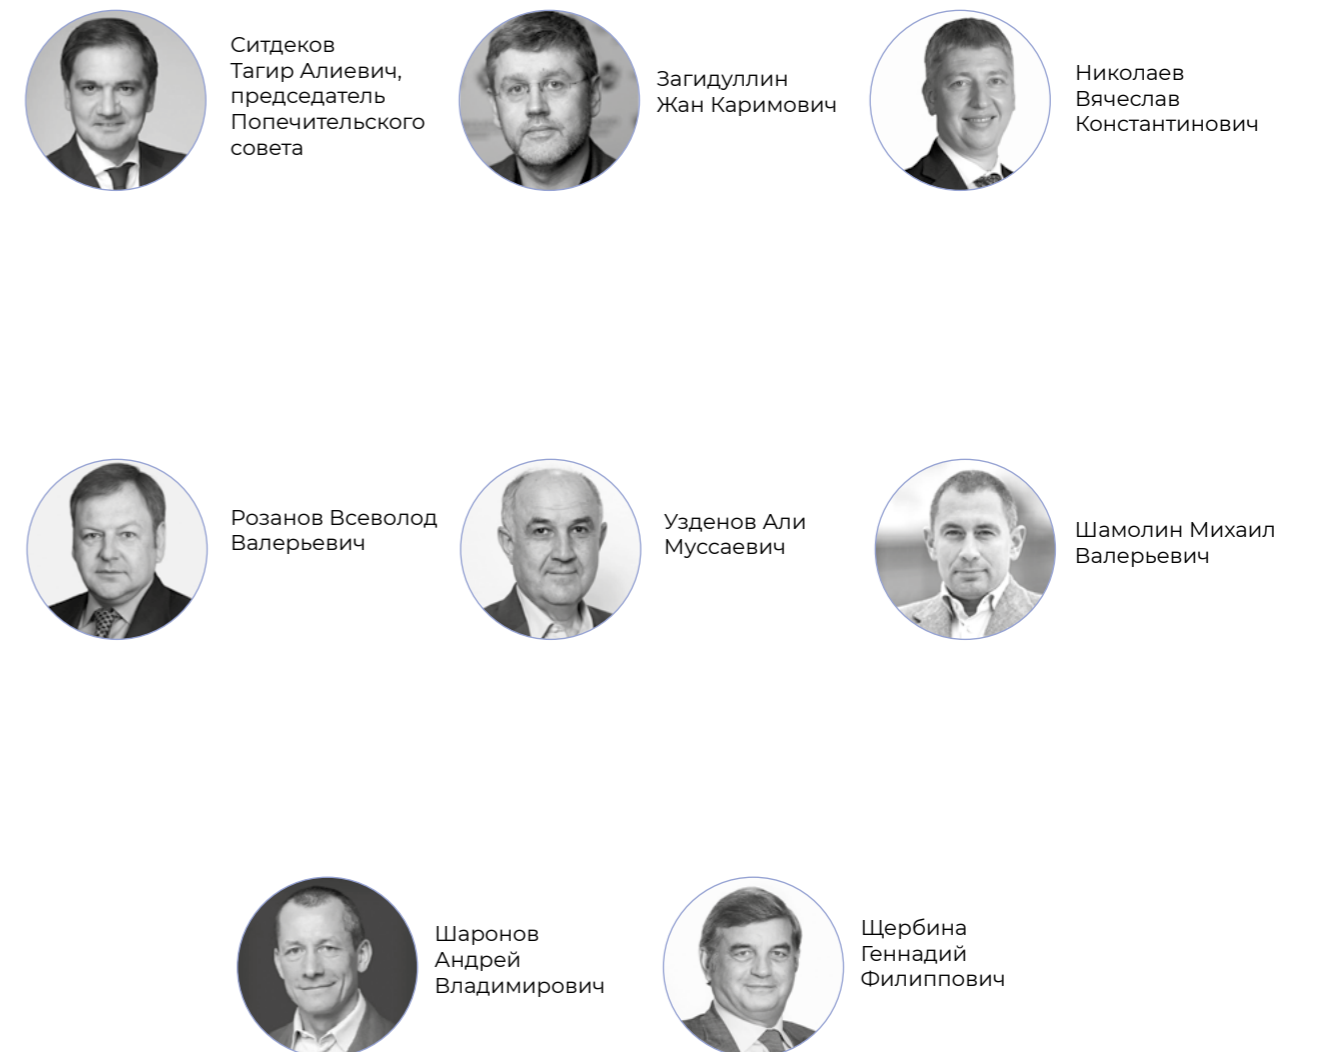 Ситдеков
Тагир Алиевич,
председатель
Попечительского
совета
Загидуллин
Жан Каримович
Николаев
Вячеслав
Константинович
Розанов Всеволод
Валерьевич
Узденов Али
Муссаевич
Шамолин Михаил
Валерьевич
Шаронов
Андрей
Владимирович
Щербина
Геннадий
Филиппович